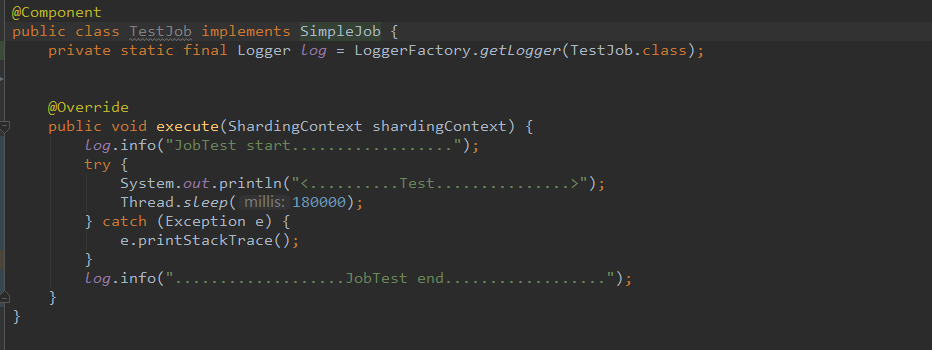 @Component
public class TestJob implements SimpleJob {
private static final Logger log = LoggerFactory.getLogger(TestJob.class);
@Override
public void execute(ShardingContext shardingContext) {
log.info("JobTest start..................");
try {
System.out.println("<..........Test...............>");
Thread.sleep( millis: 180000);
} catch (Exception e) {
e.printStackTrace();
}
log.info("...................JobTest end..................");
}
}